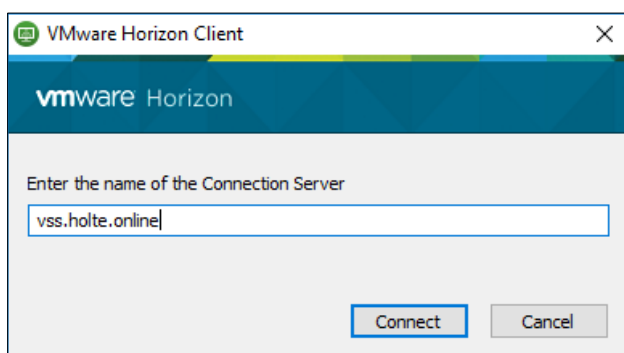 VMware Horizon Client
vmware Horizon
Enter the name of the Connection Server
vss.holte.online
Connect Cancel